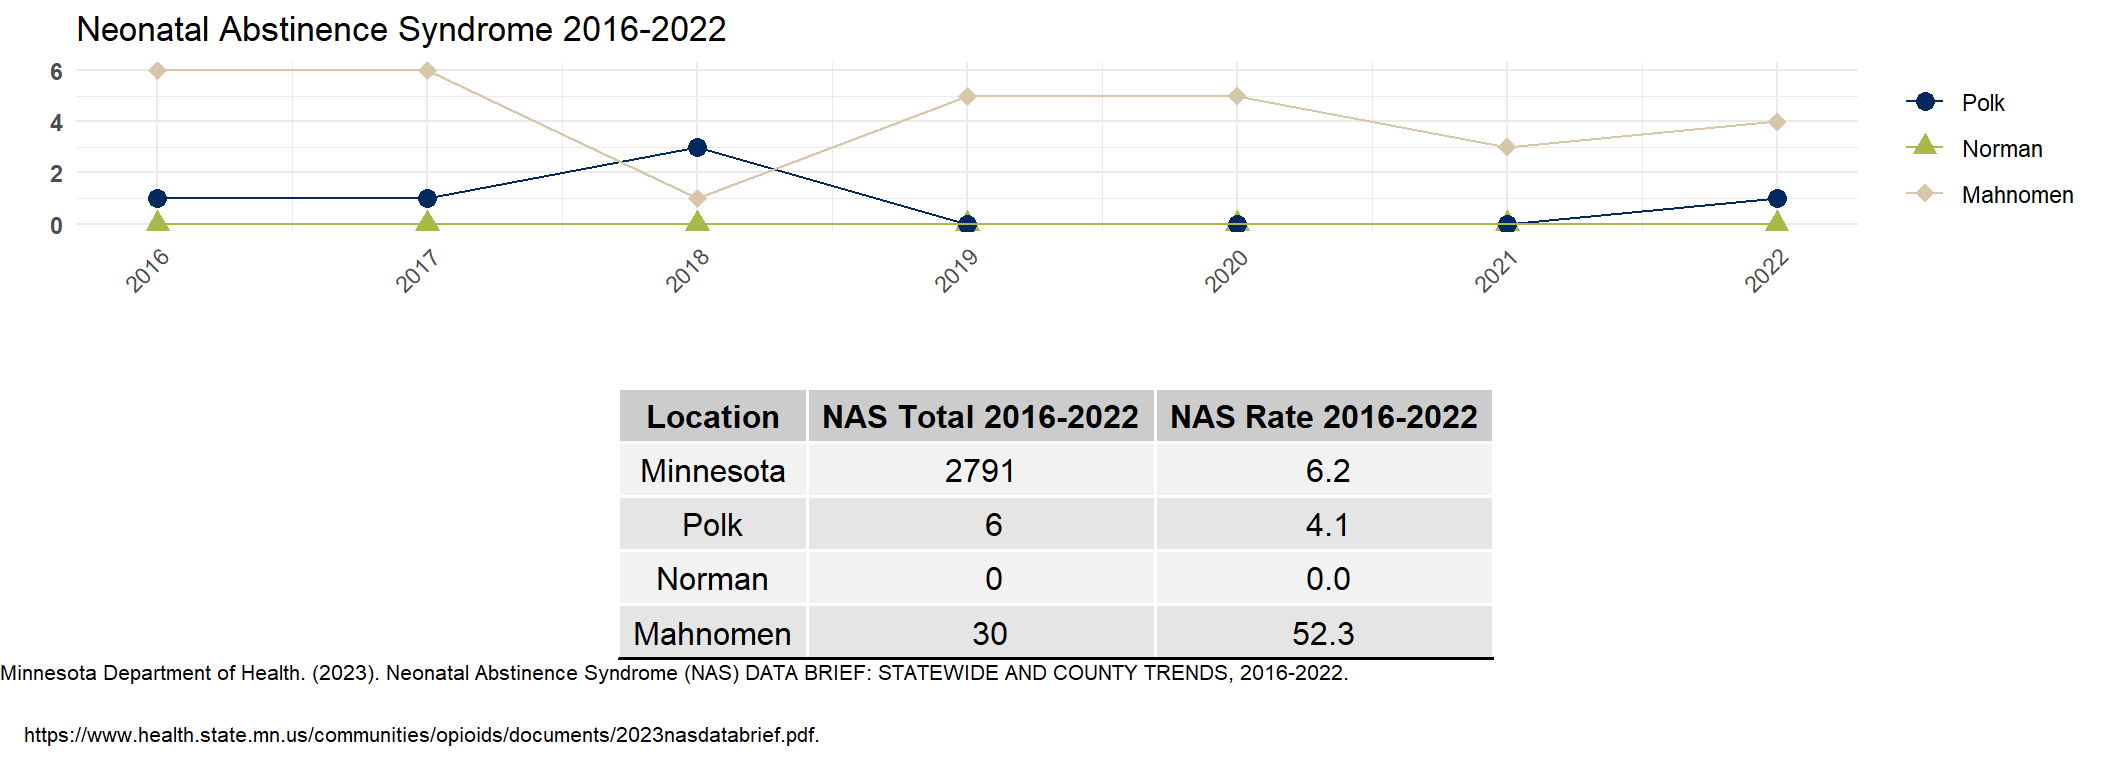 Neonatal Abstinence Syndrome 2016-2022
6
4
2
0
2016 2017 2018 2019 2020 2021 2022
Polk
Norman
Mahnomen
Location NAS Total 2016-2022 NAS Rate 2016-2022
Minnesota 2791 6.2
Polk 6 4.1
Norman 0 0.0
Mahnomen 30 52.3
Minnesota Department of Health. (2023). Neonatal Abstinence Syndrome (NAS) DATA BRIEF: STATEWIDE AND COUNTY TRENDS, 2016-2022.
https://www.health.state.mn.us/communities/opioids/documents/2023nasdatabrief.pdf.